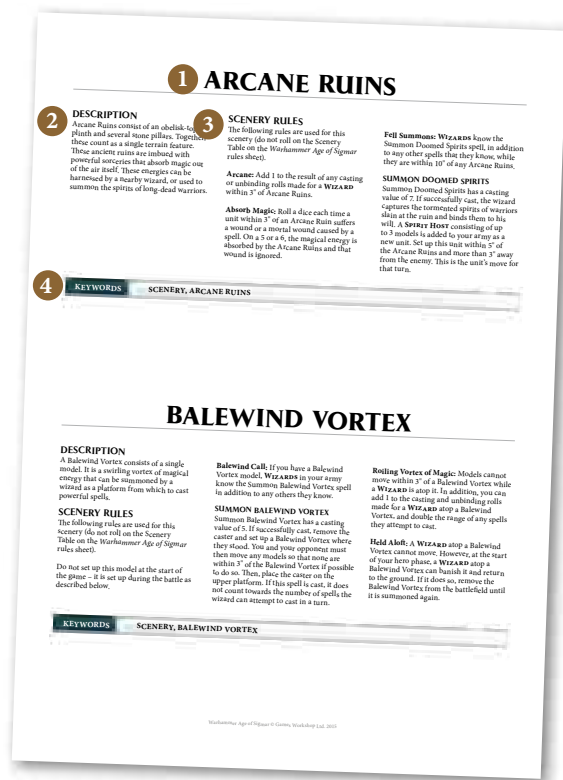 1 ARCANE RUINS
2 DESCRIPTION
Arcane Ruins consist of an obelisk-to
plinth and several stone pillars. Together
these count as a single terrain feature.
These ancient ruins are imbued with
powerful sorceries that absorb magic out
of the air itself. These energies can be
harnessed by a nearby wizard, or used to
summon the spirits of long-dead warriors.
3 SCENERY RULES
The following rules are used for this
scenery (do not roll on the Scenery
Table on the Warhammer Age of Sigmar
rules sheet).
Arcane: Add 1 to the result of any casting
or unbinding rolls made for a WIZARD
within 3" of Arcane Ruins.
Absorb Magic: Roll a dice each time a
unit within 3" of an Arcane Ruin suffers
a wound or a mortal wound caused by a
spell. On a 5 or a 6, the magical energy is
absorbed by the Arcane Ruins and that
wound is ignored.
Fell Summons: WIZARDS know the
Summon Doomed Spirits spell, in addition
to any other spells that they know, while
they are within 10" of any Arcane Ruins.
SUMMON DOOMED SPIRITS
Summon Doomed Spirits has a casting
value of 7. If successfully cast, the wizard
captures the tormented spirits of warriors
slain at the ruin and binds them to his
will. A SPIRIT HOST consisting of up
to 3 models is added to your army as a
new unit. Set up this unit within 5" of
the Arcane Ruins and more than 3" away
from the enemy. This is the unit's move for
that turn.
4 KEYWORDS SCENERY, ARCANE RUINS
BALEWIND VORTEX
DESCRIPTION
A Balewind Vortex consists of a single
model. It is a swirling vortex of magical
energy that can be summoned by a
wizard as a platform from which to cast
powerful spells.
SCENERY RULES
The following rules are used for this
scenery (do not roll on the Scenery
Table on the Warhammer Age of Sigmar
rules sheet).
Do not set up this model at the start of
the game – it is set up during the battle as
described below.
Balewind Call: If you have a Balewind
Vortex model, WIZARDS in your army
know the Summon Balewind Vortex spell
in addition to any others they know.
SUMMON BALEWIND VORTEX
Summon Balewind Vortex has a casting
value of 5. If successfully cast, remove the
caster and set up a Balewind Vortex where
they stood. You and your opponent must
then move any models so that none are
within 3" of the Balewind Vortex if possible
to do so. Then, place the caster on the
upper platform. If this spell is cast, it does
not count towards the number of spells the
wizard can attempt to cast in a turn.
Roiling Vortex of Magic: Models cannot
move within 3" of a Balewind Vortex while
a WIZARD is atop it. In addition, you can
add 1 to the casting and unbinding rolls
made for a WIZARD atop a Balewind
Vortex, and double the range of any spells
they attempt to cast.
Held Aloft: A WIZARD atop a Balewind
Vortex cannot move. However, at the start
of your hero phase, a WIZARD atop a
Balewind Vortex can banish it and return
to the ground. If it does so, remove the
Balewind Vortex from the battlefield until
it is summoned again.
KEYWORDS SCENERY, BALEWIND VORTEX
Warhammer Age of Sigmar © Games Workshop Ltd. 2015